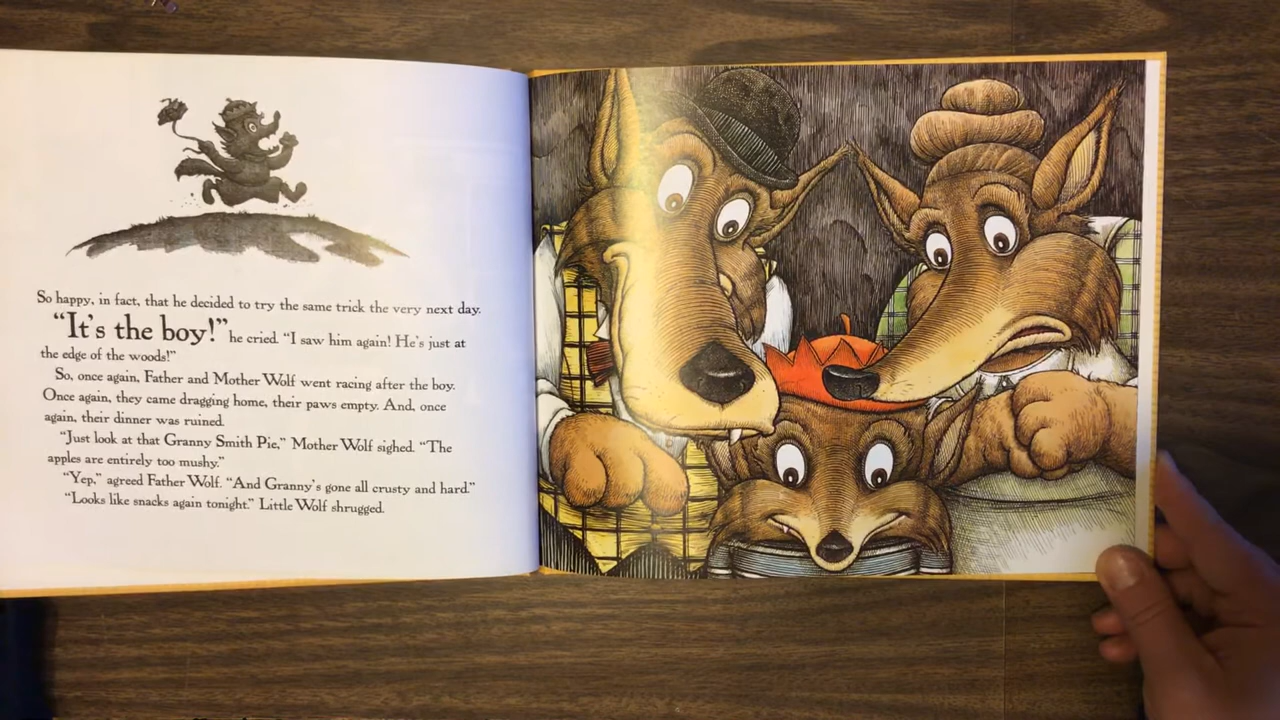 So happy, in fact, that he decided to try the same trick the very next day.
“It’s the boy!” he cried. “I saw him again! He’s just at
the edge of the woods!”
So, once again, Father and Mother Wolf went racing after the boy.
Once again, they came dragging home, their paws empty. And, once
again, their dinner was ruined.
“Just look at that Granny Smith Pie,” Mother Wolf sighed. “The
apples are entirely too mushy.”
“Yep,” agreed Father Wolf. “And Granny’s gone all crusty and hard.”
“Looks like snacks again tonight.” Little Wolf shrugged.